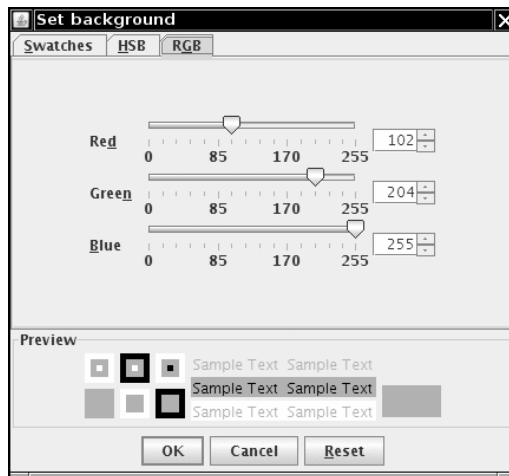 Set background
Swatches HSB RGB
Red 102
0 85 170 255
Green 204
0 85 170 255
Blue 255
0 85 170 255
Preview
Sample Text Sample Text
Sample Text Sample Text
Sample Text Sample Text
OK Cancel Reset